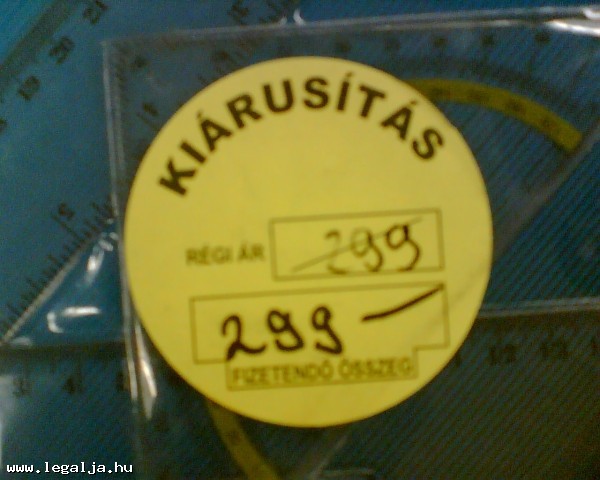 KIÁRUSÍTÁS
RÉGI ÁR 299
299 —
FIZETENDŐ ÖSSZEG
www.legalja.hu